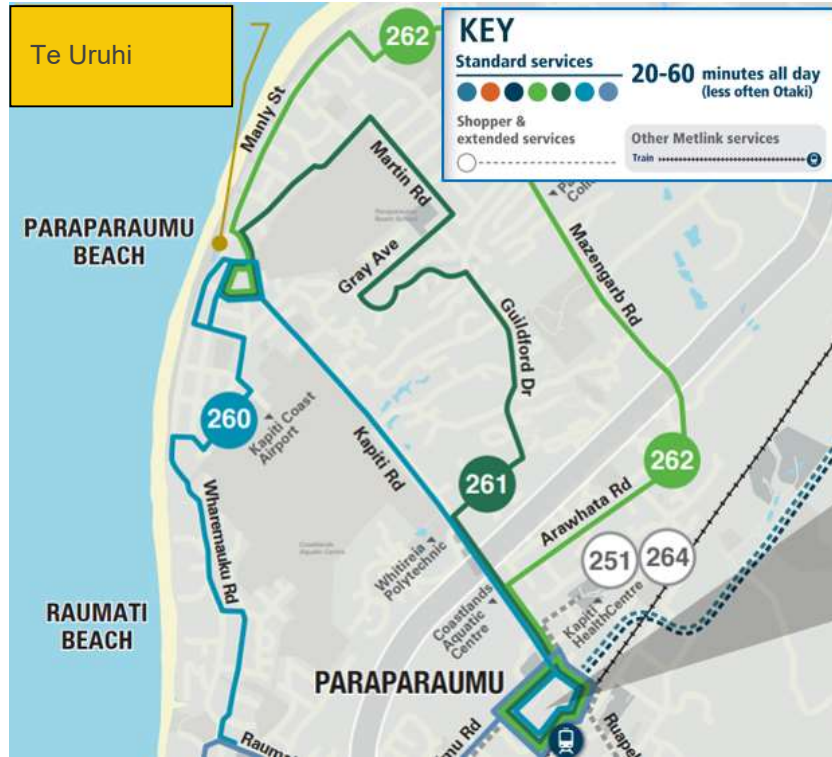 Te Uruhi
262
KEY
Standard services
20-60 minutes all day
(less often Otaki)
Shopper &
extended services
Other Metlink services
Train
Manly St
Martin Rd
PARAPARAUMU
BEACH
Gray Ave
Mazengarb Rd
Guildford Dr
260
Kapiti Coast
Airport
Kapiti Rd
262
261
Arawhata Rd
Wharemauku Rd
Whitireia
Polytechnic
251
264
RAUMATI
BEACH
Coastlands
Aquatic
Centre
Kapiti
HealthCentre
PARAPARAUMU